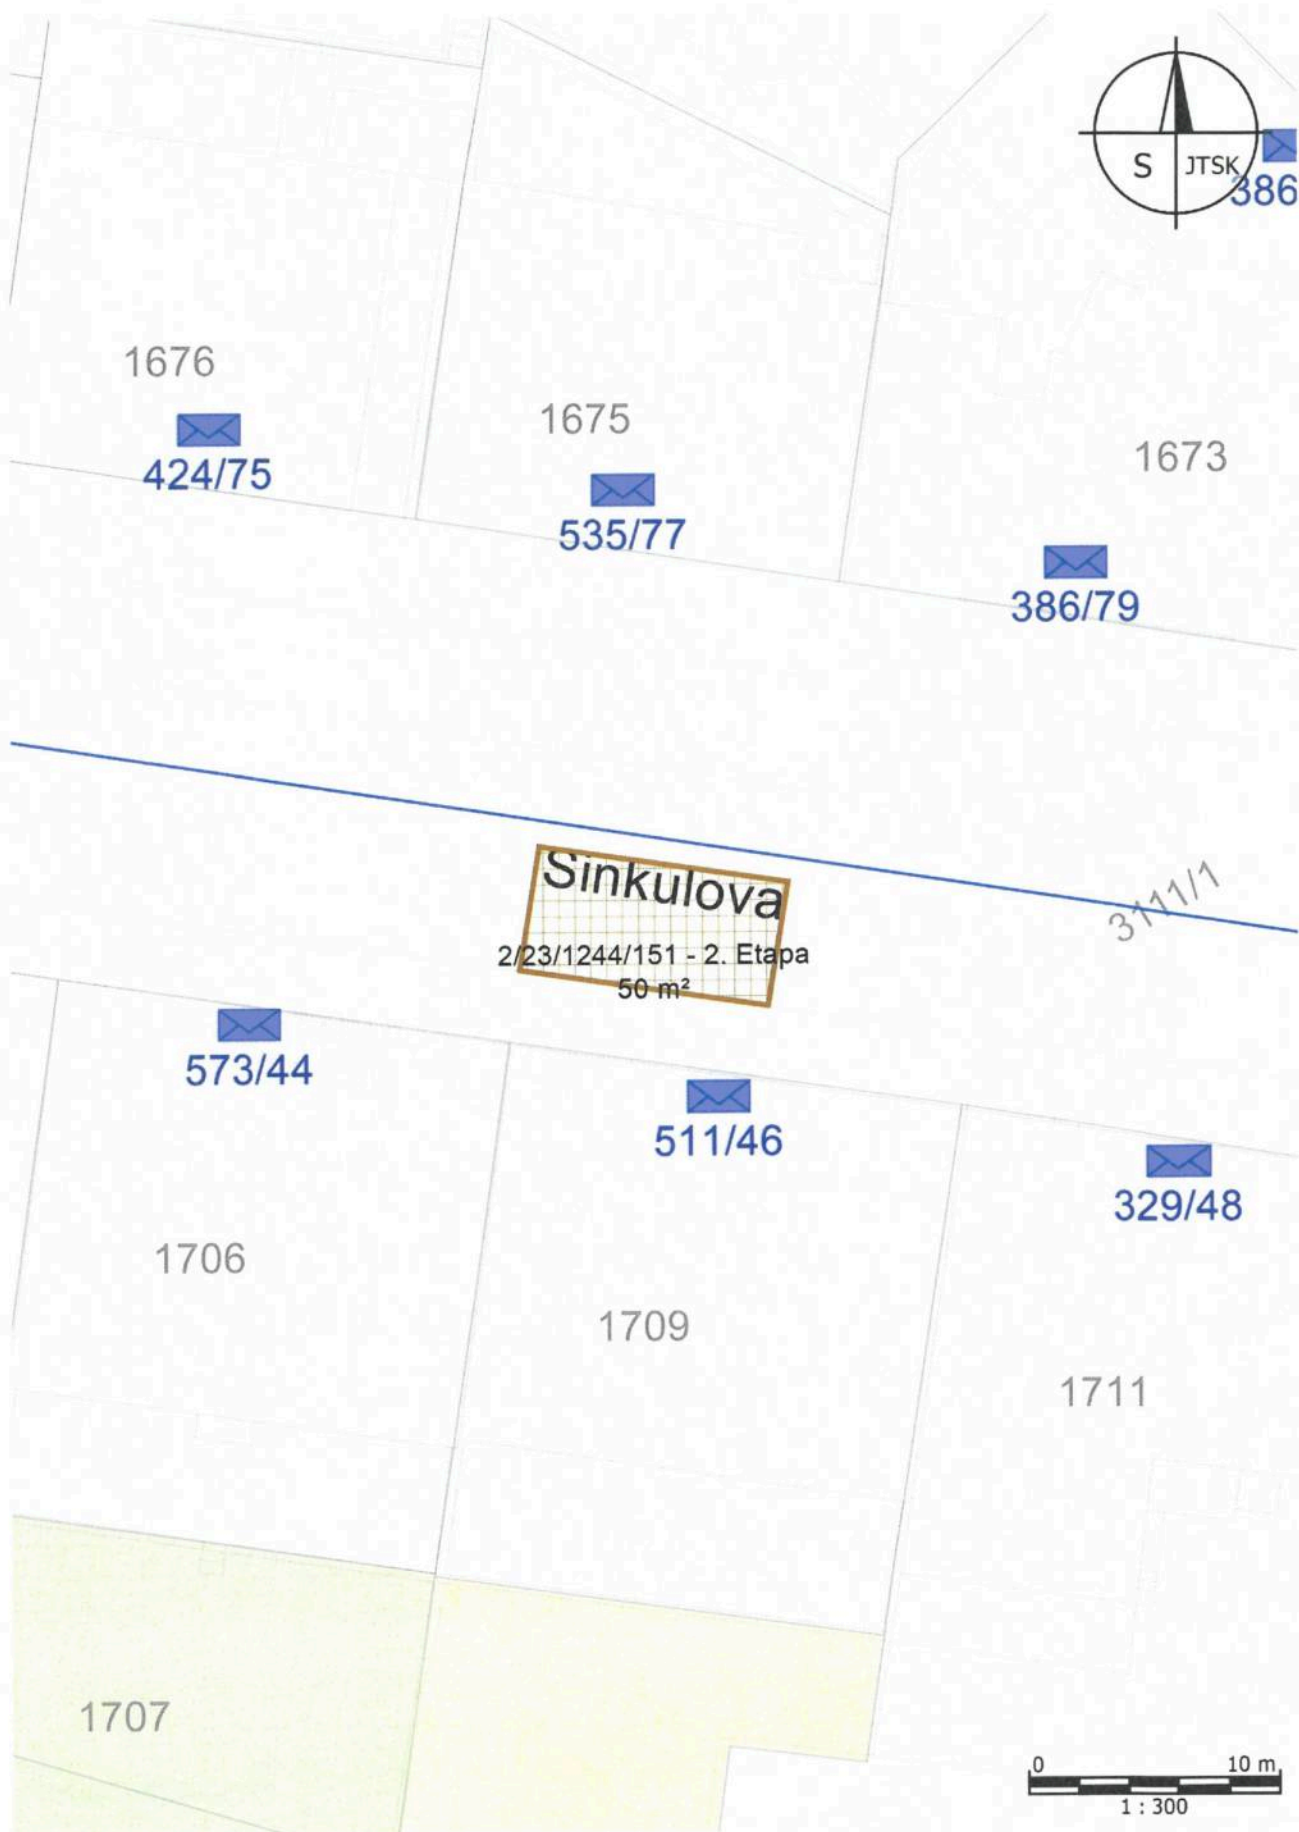 S JTSK
386
1676
424/75
1675
535/77
1673
386/79
Sinkulova
3111/1
2/23/1244/151 - 2. Etapa
50 m²
573/44
511/46
329/48
1706
1709
1711
1707
0 10 m
1 : 300